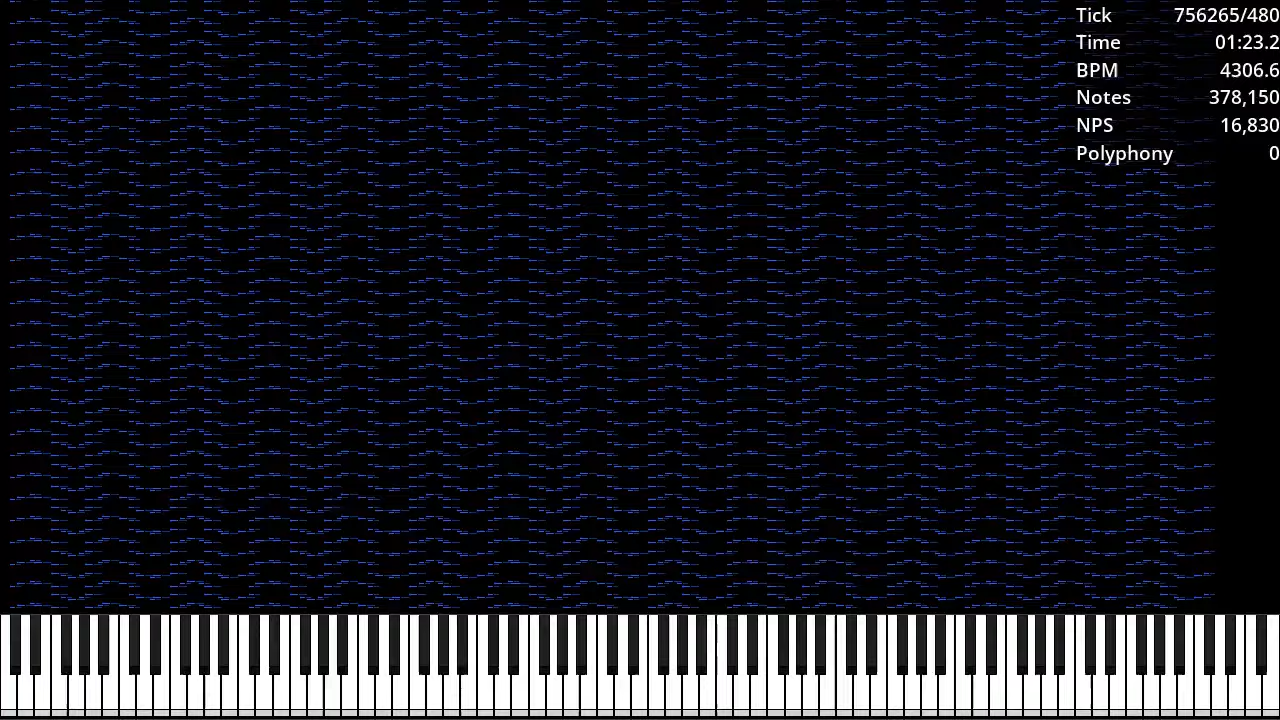 Tick 756265/480
Time 01:23.2
BPM 4306.6
Notes 378,150
NPS 16,830
Polyphony 0